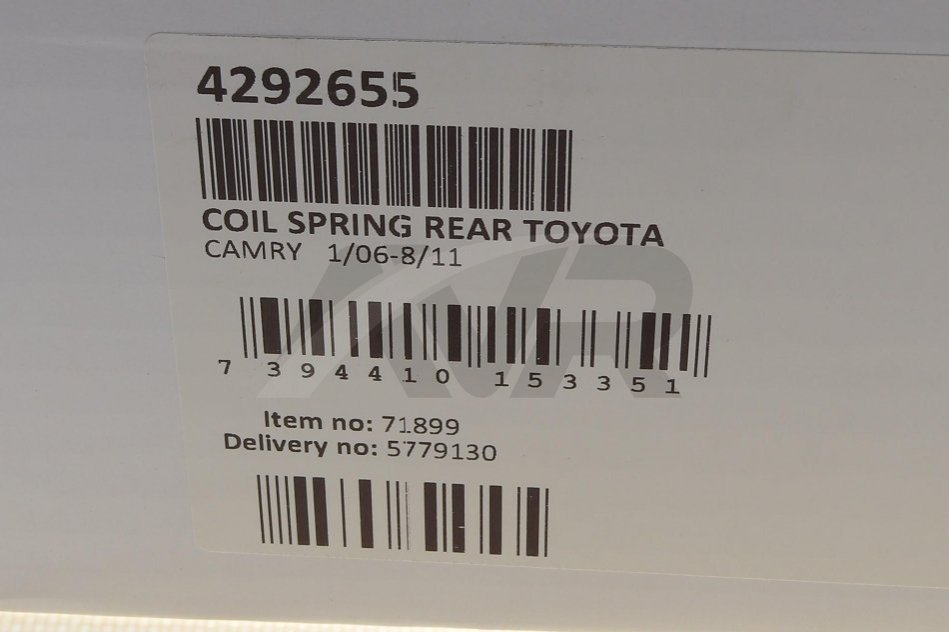 4292655
COIL SPRING REAR TOYOTA
CAMRY 1/06-8/11
7 394410 153351
Item no: 71899
Delivery no: 5779130